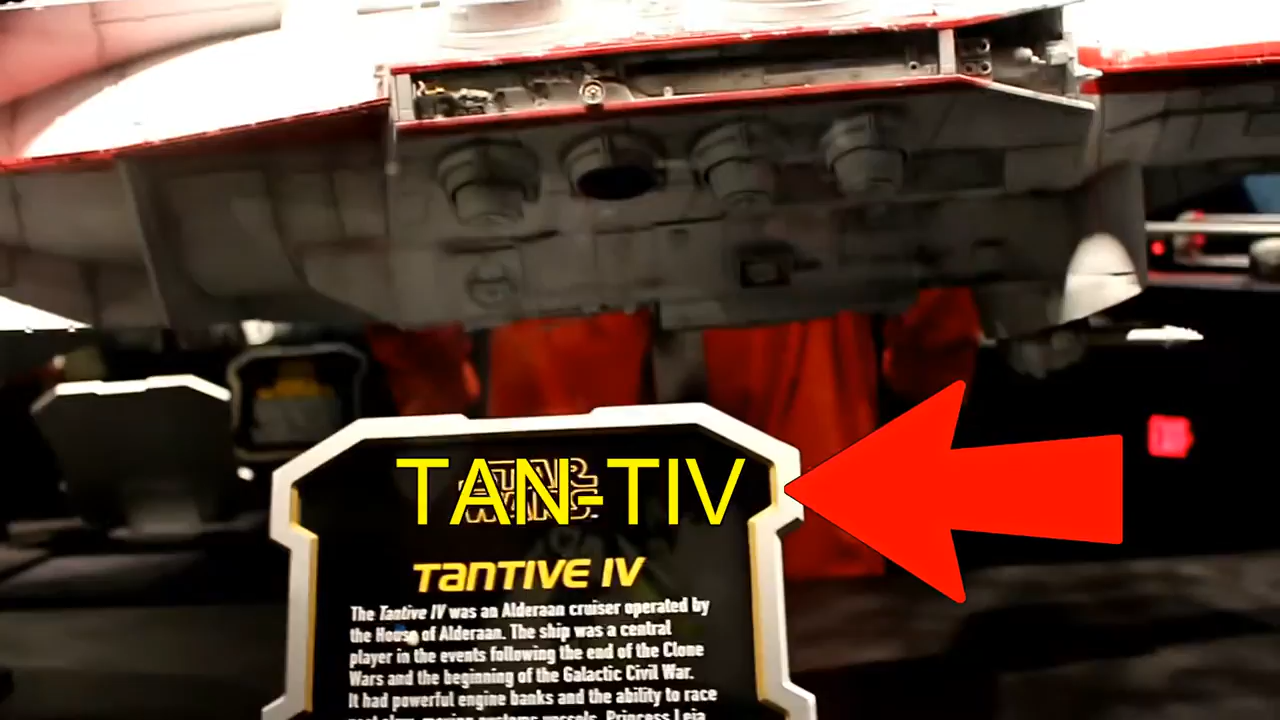 STAR
WARS
TAN-TIV
TANTIVE IV
The Tantive IV was an Alderaan cruiser operated by
the House of Alderaan. The ship was a central
player in the events following the end of the Clone
Wars and the beginning of the Galactic Civil War.
It had powerful engine banks and the ability to race
Princess Leia